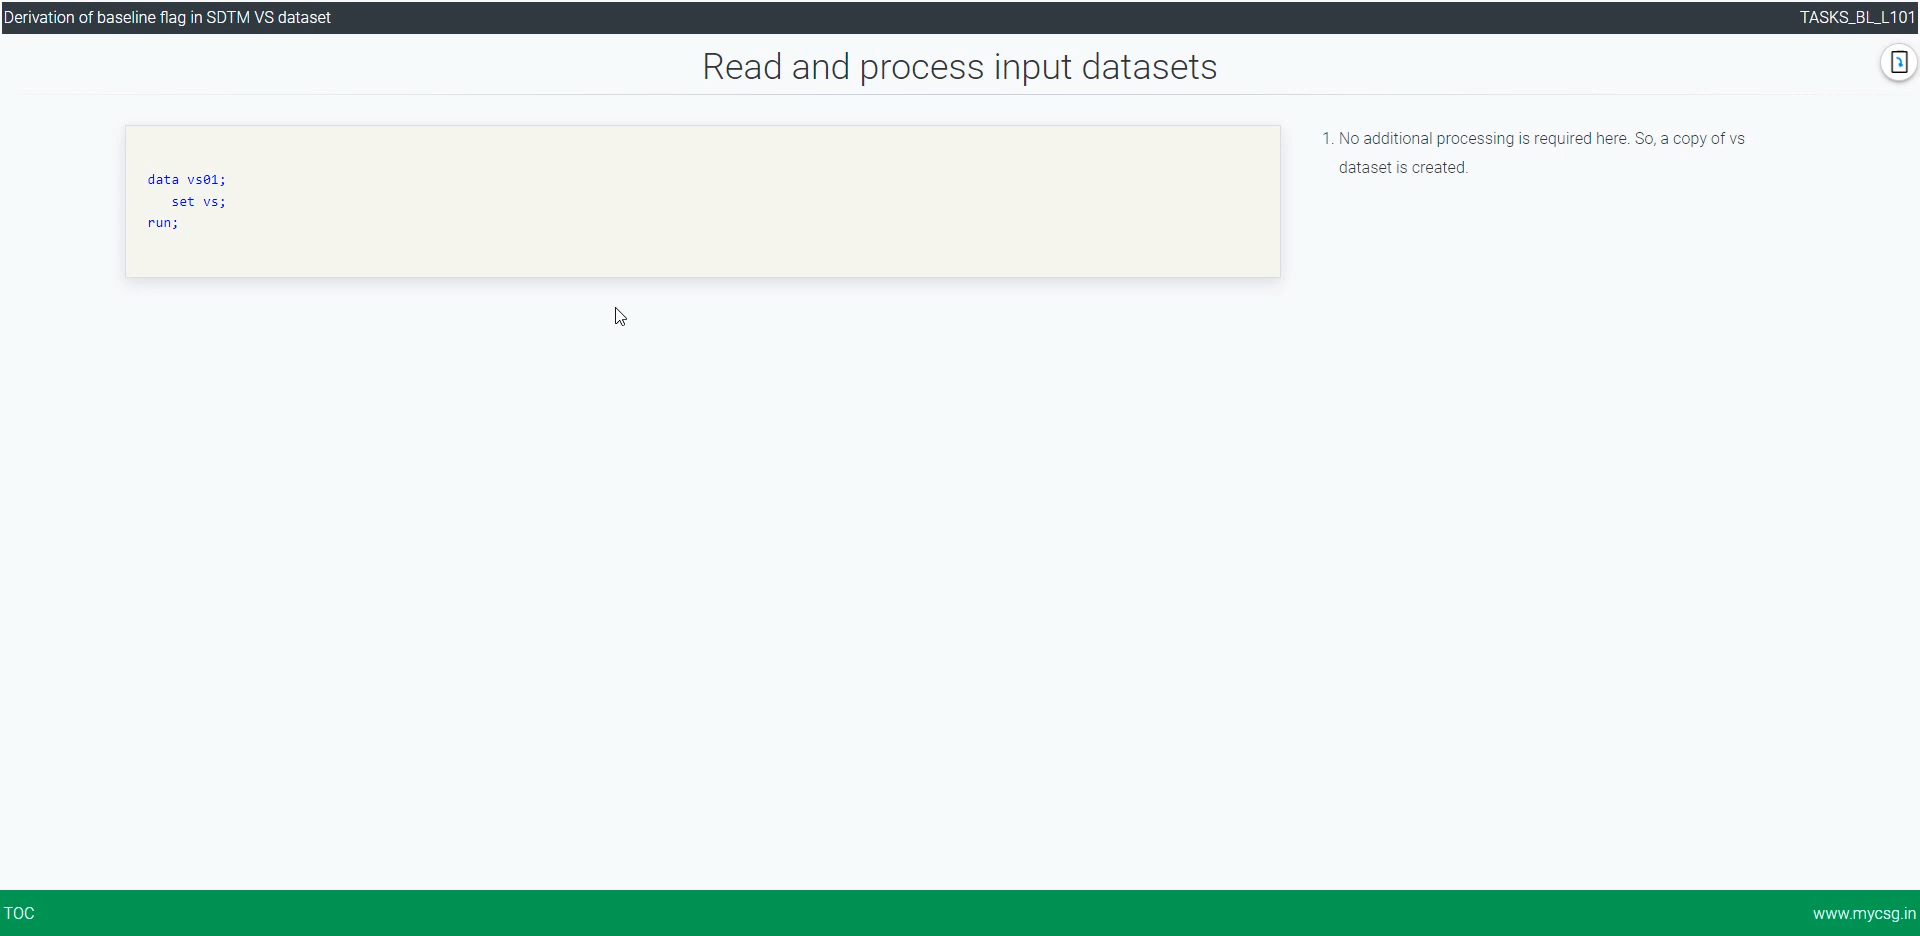 Derivation of baseline flag in SDTM VS dataset
TASKS_BL_L101
Read and process input datasets
data vs01;
set vs;
run;
1. No additional processing is required here. So, a copy of vs
dataset is created.
TOC
www.mycsg.in